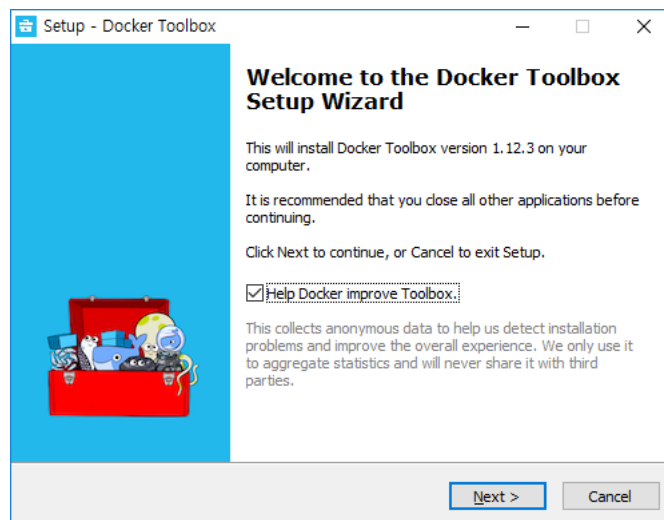 Setup - Docker Toolbox
Welcome to the Docker Toolbox
Setup Wizard
This will install Docker Toolbox version 1.12.3 on your
computer.
It is recommended that you close all other applications before
continuing.
Click Next to continue, or Cancel to exit Setup.
Help Docker improve Toolbox.
This collects anonymous data to help us detect installation
problems and improve the overall experience. We only use it
to aggregate statistics and will never share it with third
parties.
Next >
Cancel